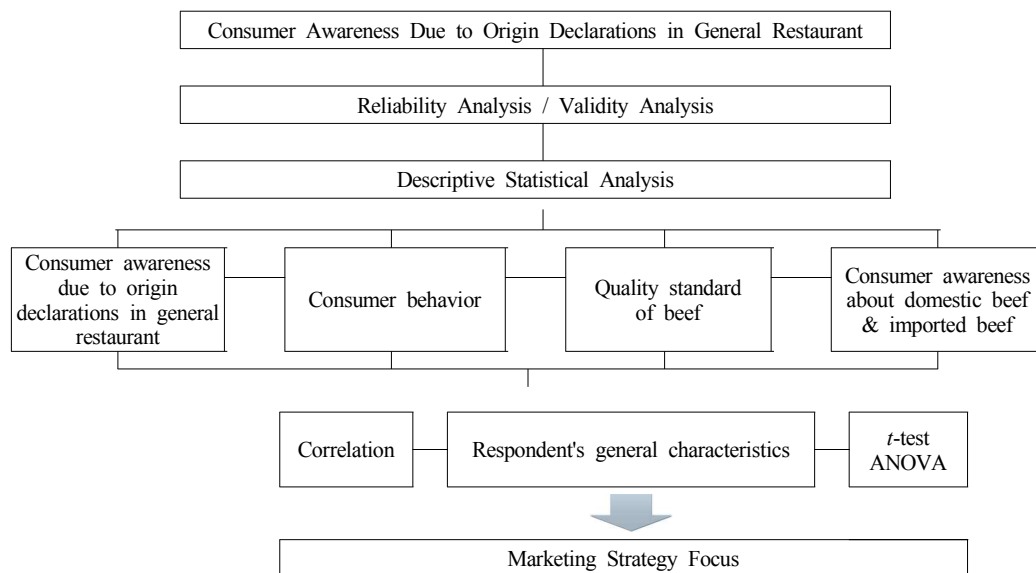 Consumer Awareness Due to Origin Declarations in General Restaurant
Reliability Analysis / Validity Analysis
Descriptive Statistical Analysis
Consumer awareness
due to origin
declarations in general
restaurant
Consumer behavior
Quality standard
of beef
Consumer awareness
about domestic beef
& imported beef
Correlation
Respondent's general characteristics
t-test
ANOVA
Marketing Strategy Focus